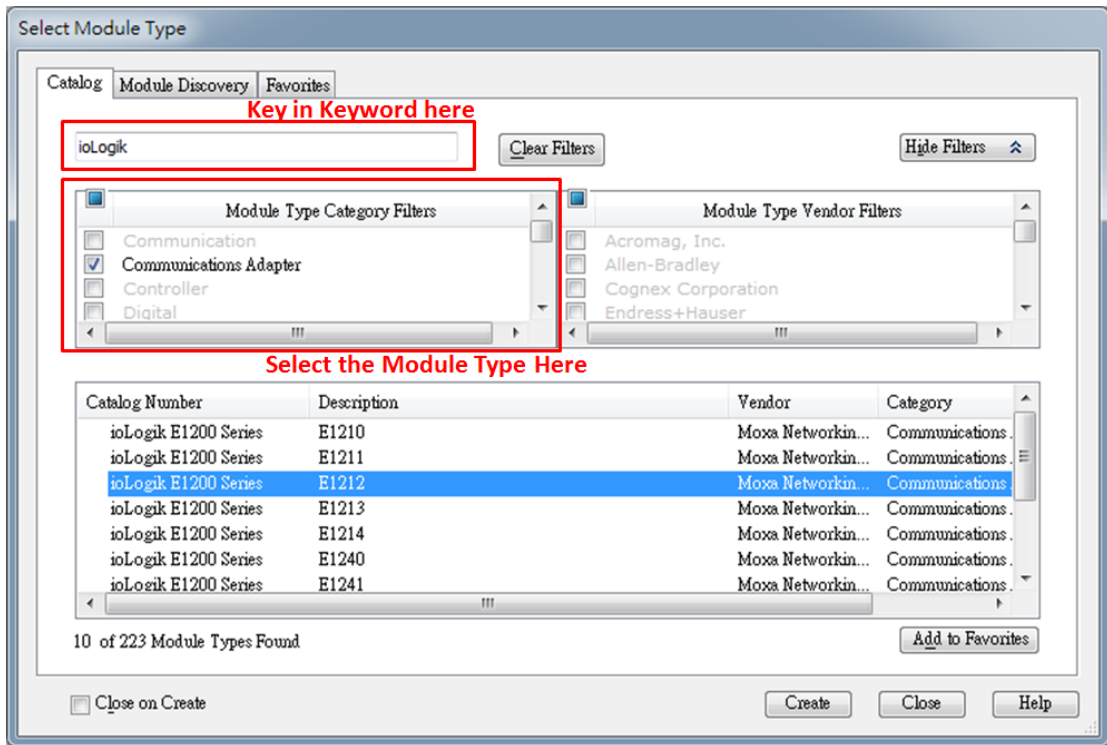 Select Module Type
Catalog Module Discovery Favorites
Key in Keyword here
ioLogik Clear Filters Hide Filters
Module Type Category Filters Module Type Vendor Filters
Communication Acromag, Inc.
Communications Adapter Allen-Bradley
Controller Cognex Corporation
Digital Endress+Hauser
Select the Module Type Here
Catalog Number Description Vendor Category
ioLogik E1200 Series E1210 Moxa Networkin... Communications.
ioLogik E1200 Series E1211 Moxa Networkin... Communications.
ioLogik E1200 Series E1212 Moxa Networkin... Communications.
ioLogik E1200 Series E1213 Moxa Networkin... Communications.
ioLogik E1200 Series E1214 Moxa Networkin... Communications.
ioLogik E1200 Series E1240 Moxa Networkin... Communications.
ioLogik E1200 Series E1241 Moxa Networkin... Communications.
10 of 223 Module Types Found Add to Favorites
Close on Create Create Close Help